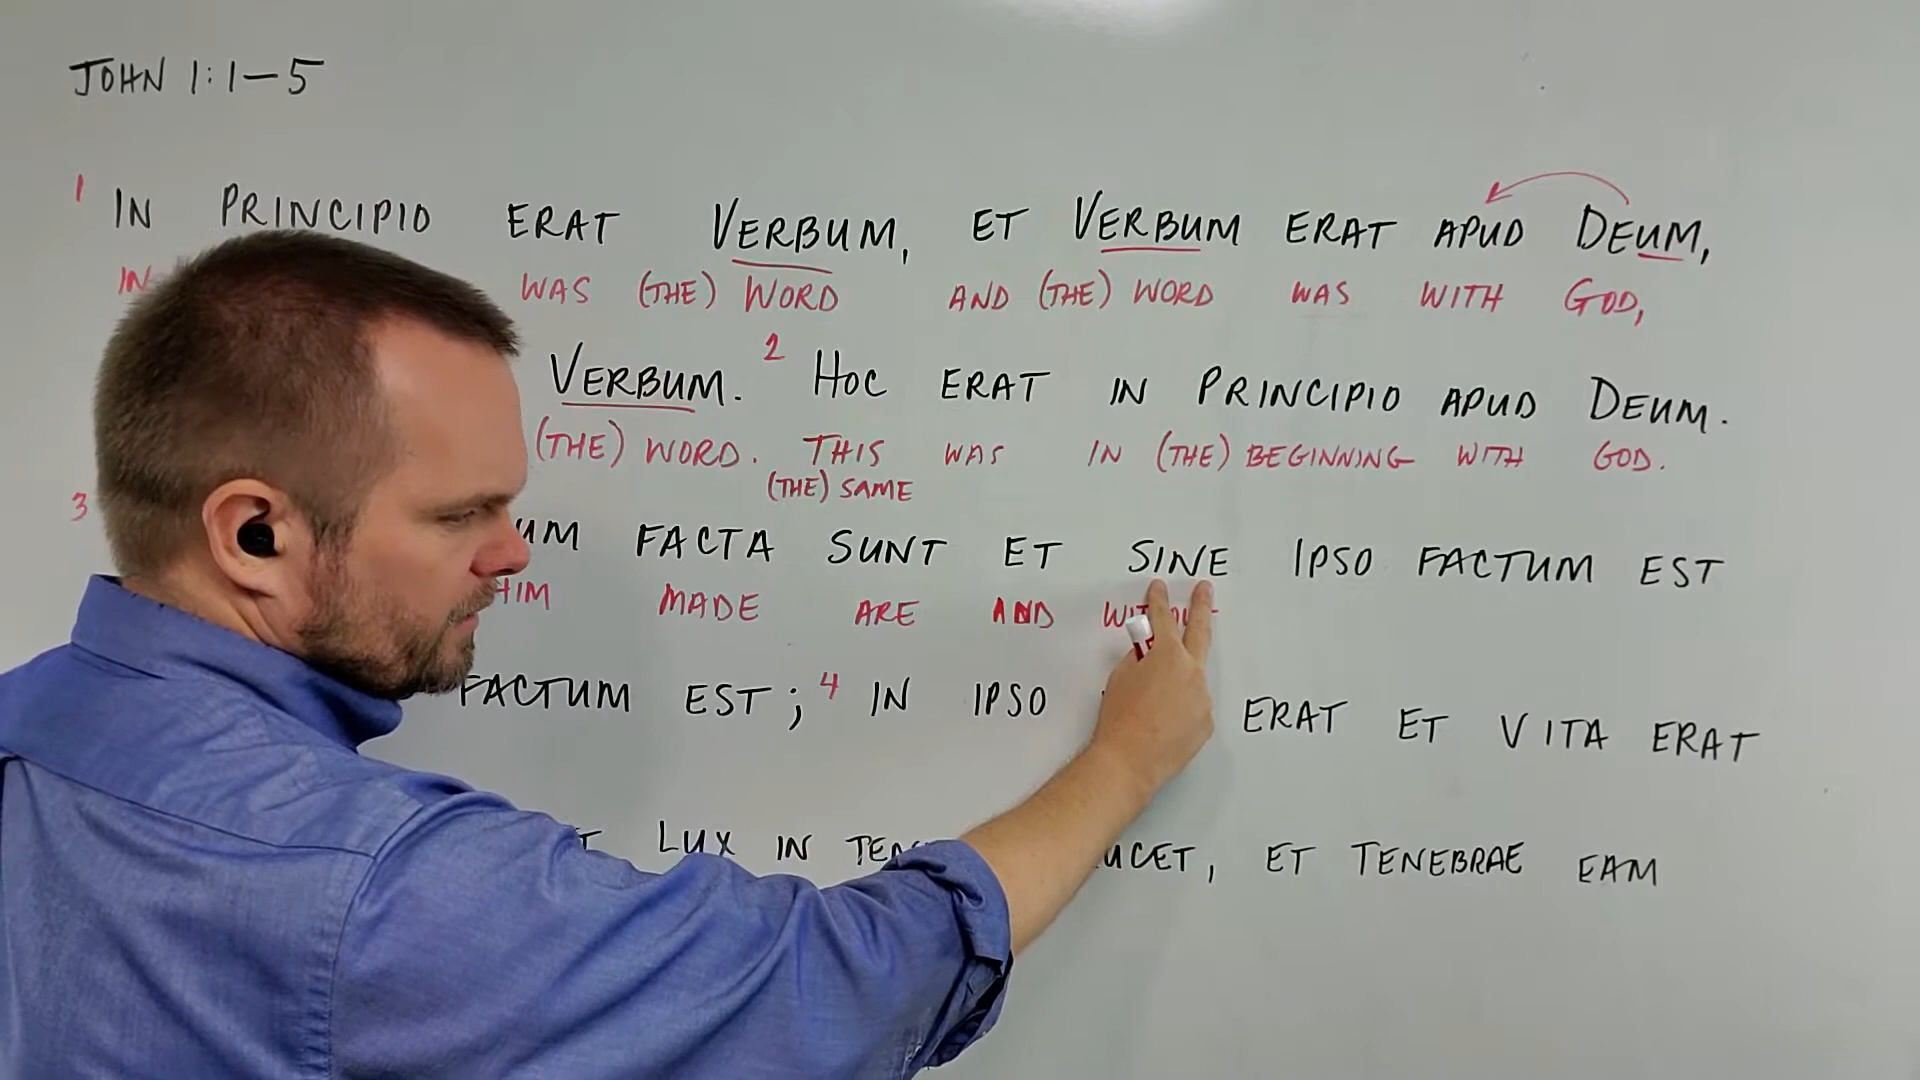 JOHN 1:1-5
1 IN PRINCIPIO ERAT VERBUM, ET VERBUM ERAT APUD DEUM,
IN WAS (THE) WORD AND (THE) WORD WAS WITH GOD,
VERBUM. 2 HOC ERAT IN PRINCIPIO APUD DEUM.
(THE) WORD. THIS WAS IN (THE) BEGINNING WITH GOD.
(THE) SAME
3 FACTA SUNT ET SINE IPSO FACTUM EST
HIM MADE ARE AND
FACTUM EST; 4 IN IPSO ERAT ET VITA ERAT
LUX IN ET TENEBRAE EAM